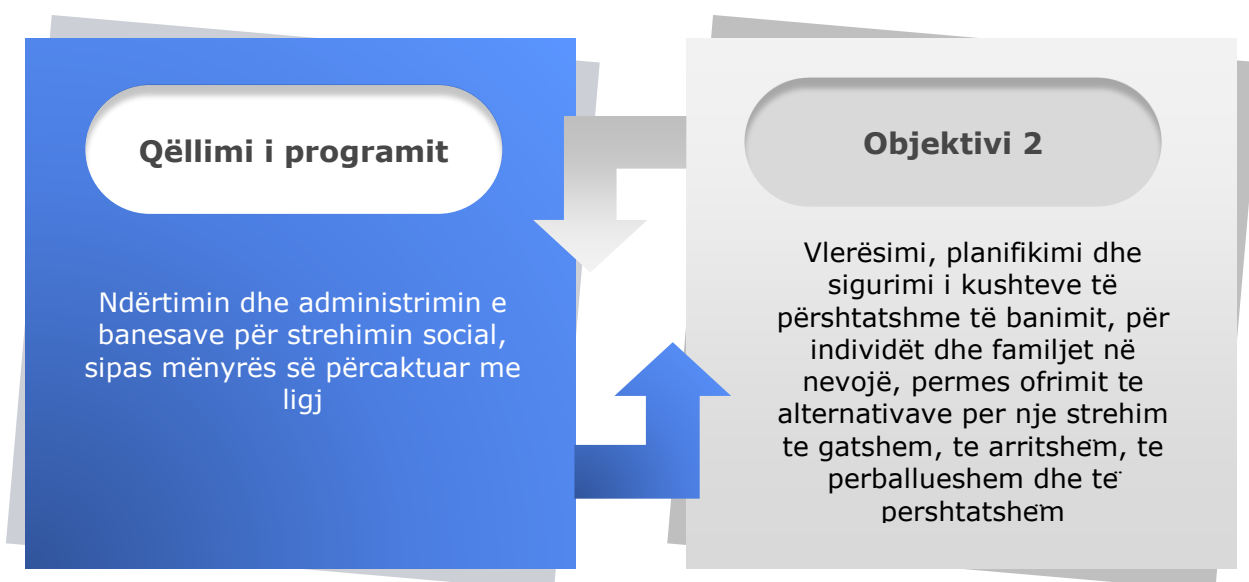 Qëllimi i programit
Ndërtimin dhe administrimin e
banesave për strehimin social,
sipas mënyrës së përcaktuar me
ligj
Objektivi 2
Vlerësimi, planifikimi dhe
sigurimi i kushteve të
përshtatshme të banimit, për
individët dhe familjet në
nevojë, permes ofrimit te
alternativave per nje strehim
te gatshem, te arritshem̈, te
perballueshem dhe të
pershtatshem̈